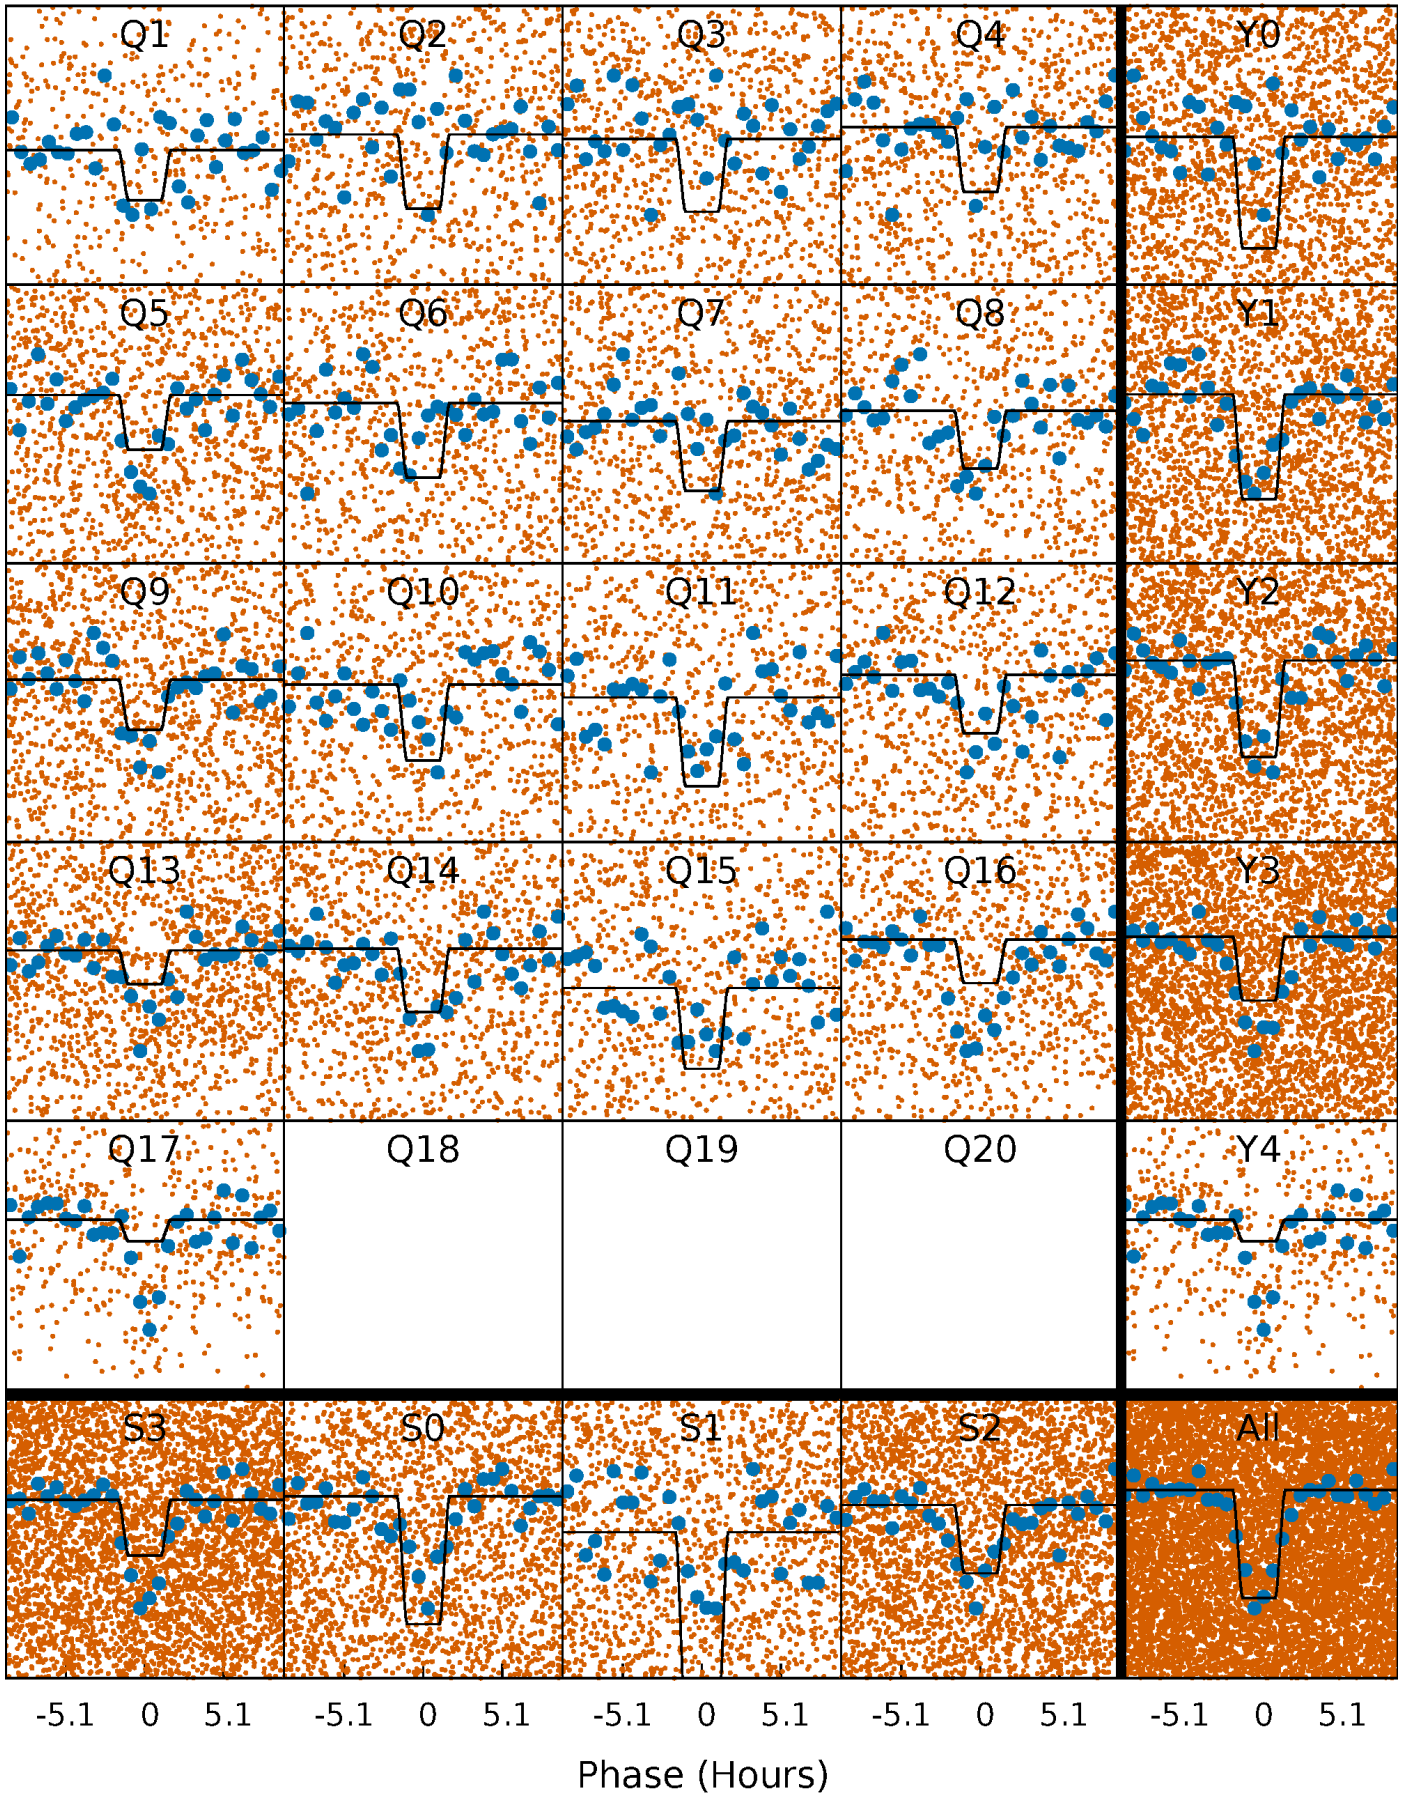 Q1 Q2 Q3 Q4 Y0
Q5 Q6 Q7 Q8 Y1
Q9 Q10 Q11 Q12 Y2
Q13 Q14 Q15 Q16 Y3
Q17 Q18 Q19 Q20 Y4
S3 S0 S1 S2 All
-5.1 0 5.1 -5.1 0 5.1 -5.1 0 5.1 -5.1 0 5.1 -5.1 0 5.1
Phase (Hours)